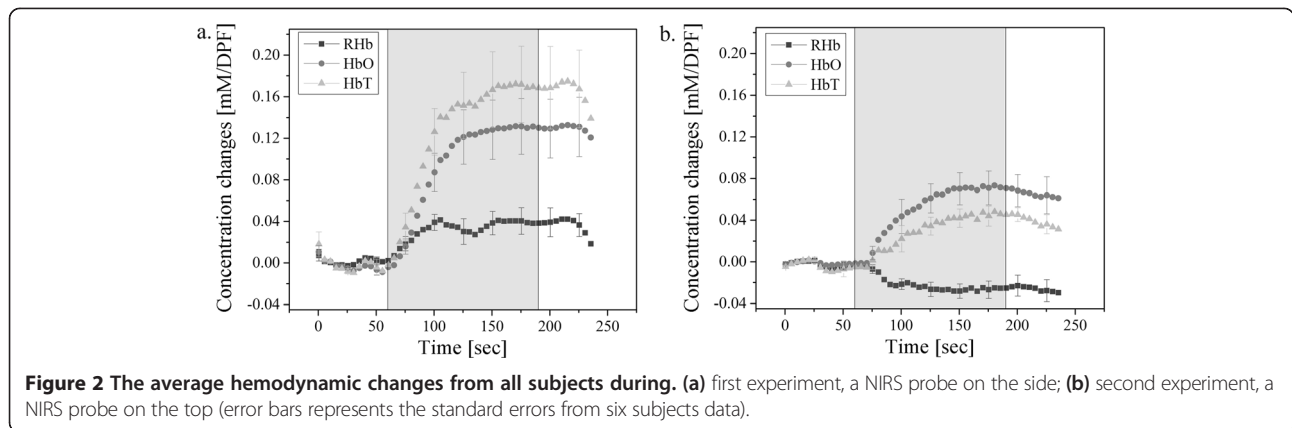 a.
RHb
HbO
HbT
0.20
0.16
0.12
0.08
0.04
0.00
-0.04
Concentration changes [mM/DPF]
0 50 100 150 200 250
Time [sec]
b.
RHb
HbO
HbT
0.20
0.16
0.12
0.08
0.04
0.00
-0.04
Concentration changes [mM/DPF]
0 50 100 150 200 250
Time [sec]
Figure 2 The average hemodynamic changes from all subjects during. (a) first experiment, a NIRS probe on the side; (b) second experiment, a
NIRS probe on the top (error bars represents the standard errors from six subjects data).